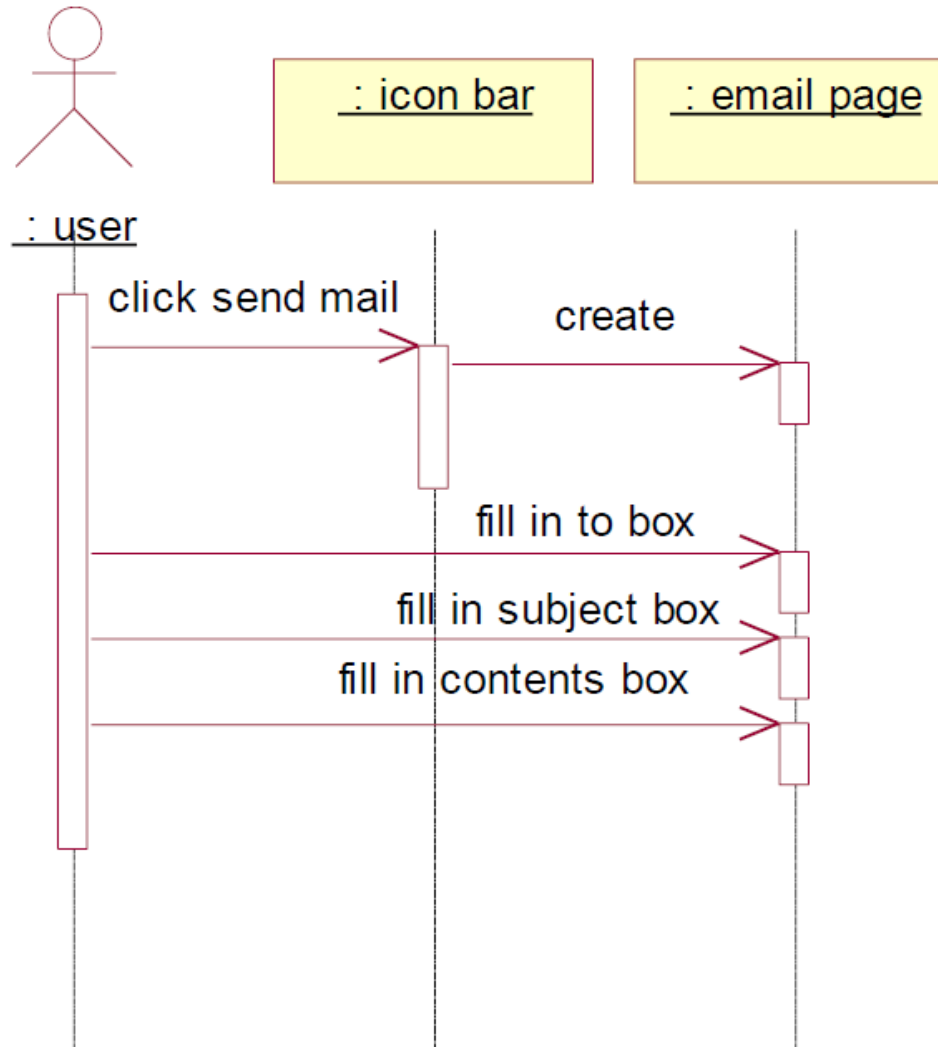 : icon bar
: email page
: user
click send mail
create
fill in to box
fill in subject box
fill in contents box